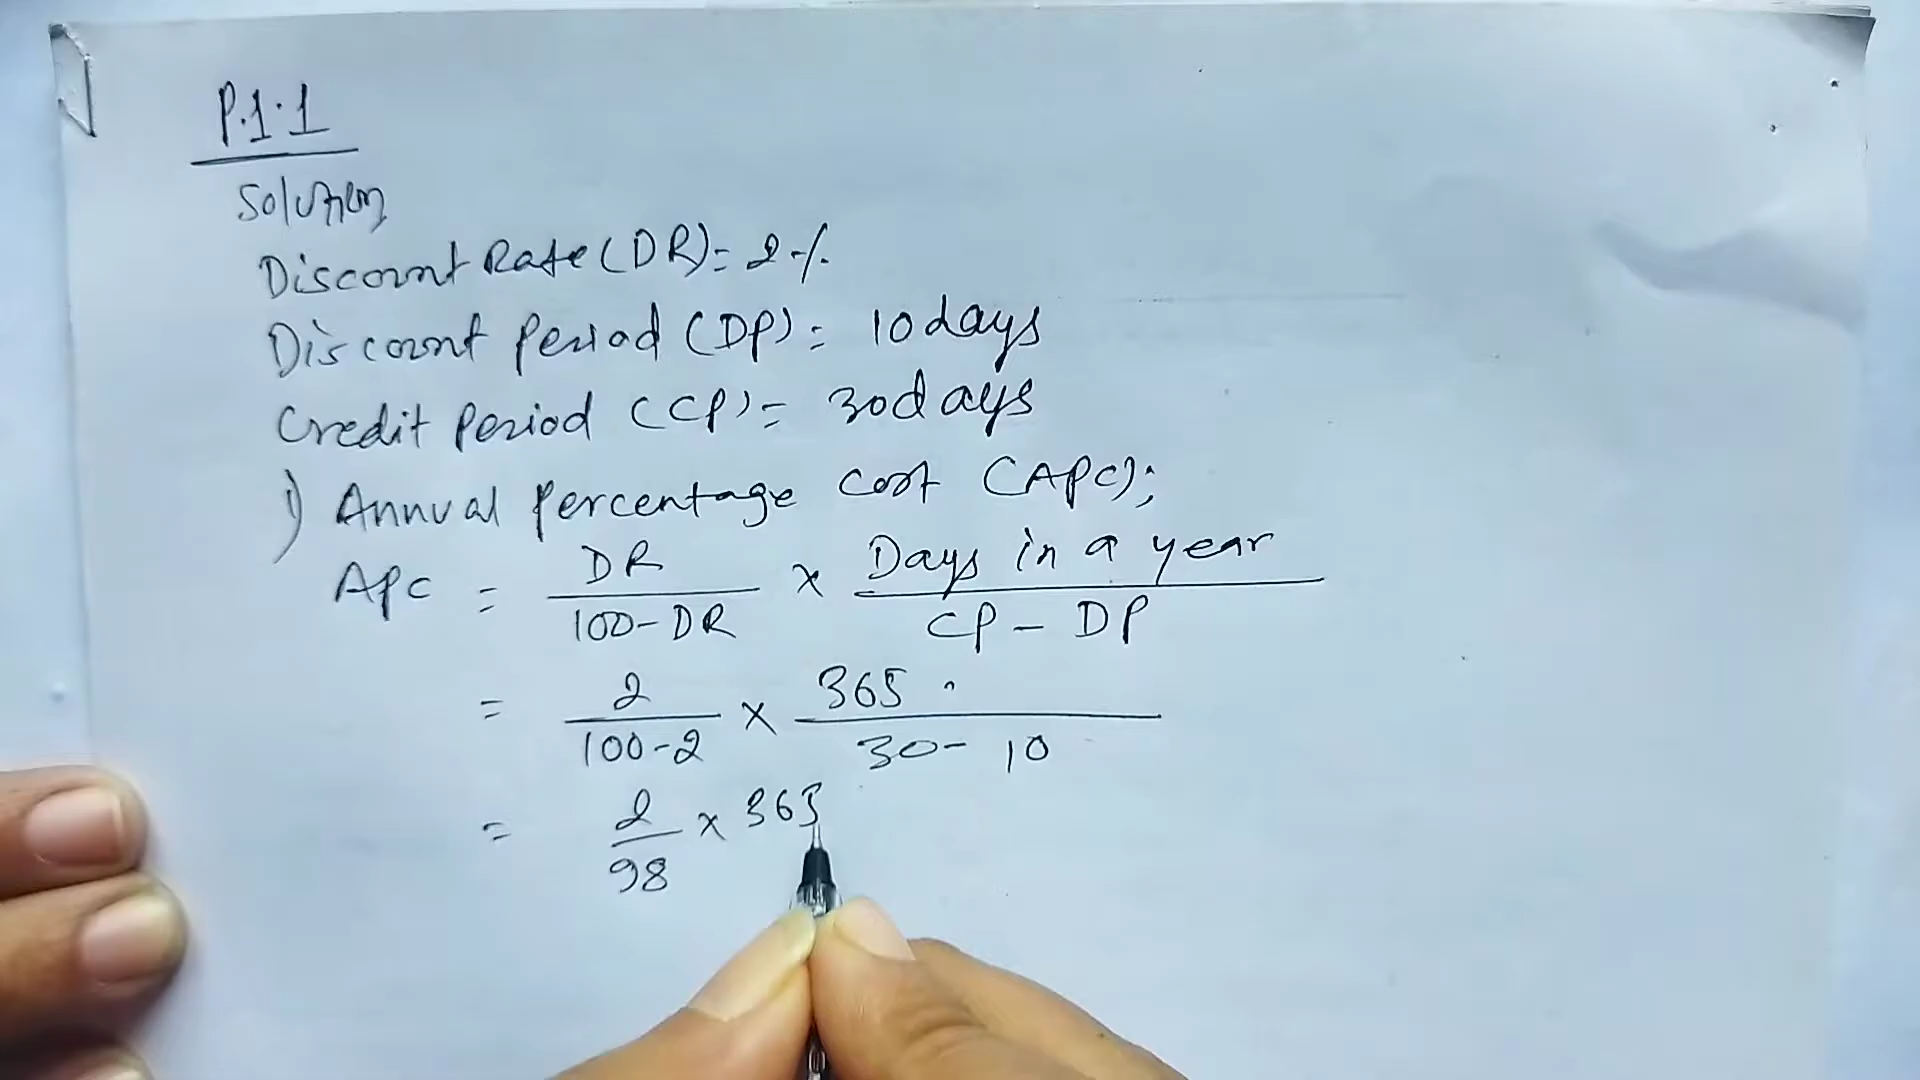 P.1.1
Solution
Discount Rate (DR) = 2%
Discount Period (DP) = 10 days
Credit Period (CP) = 30 days
i) Annual Percentage Cost (APC);
APC = DR / 100-DR × Days in a year / CP - DP
= 2 / 100-2 × 365 / 30 - 10
= 2 / 98 × 365